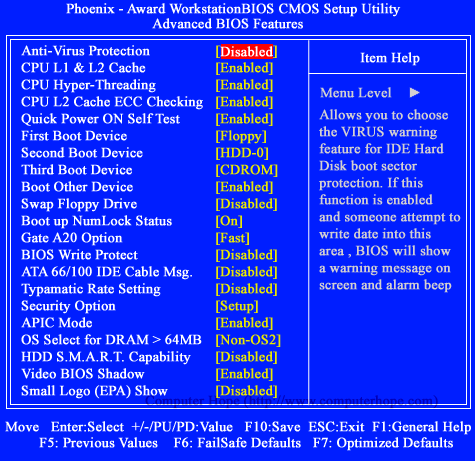 Phoenix - Award WorkstationBIOS CMOS Setup Utility
Advanced BIOS Features
Anti-Virus Protection [Disabled]
CPU L1 & L2 Cache [Enabled]
CPU Hyper-Threading [Enabled]
CPU L2 Cache ECC Checking [Enabled]
Quick Power ON Self Test [Enabled]
First Boot Device [Floppy]
Second Boot Device [HDD-0]
Third Boot Device [CDROM]
Boot Other Device [Enabled]
Swap Floppy Drive [Disabled]
Boot up NumLock Status [On]
Gate A20 Option [Fast]
BIOS Write Protect [Disabled]
ATA 66/100 IDE Cable Msg. [Disabled]
Typamatic Rate Setting [Disabled]
Security Option [Setup]
APIC Mode [Enabled]
OS Select for DRAM > 64MB [Non-OS2]
HDD S.M.A.R.T. Capability [Disabled]
Video BIOS Shadow [Enabled]
Small Logo (EPA) Show [Disabled]
Item Help
Menu Level ▶
Allows you to choose
the VIRUS warning
feature for IDE Hard
Disk boot sector
protection. If this
function is enabled
and someone attempt to
write date into this
area , BIOS will show
a warning message on
screen and alarm beep
Computer Hope (http://www.computerhope.com)
Move Enter:Select +/-/PU/PD:Value F10:Save ESC:Exit F1:General Help
F5: Previous Values F6: FailSafe Defaults F7: Optimized Defaults